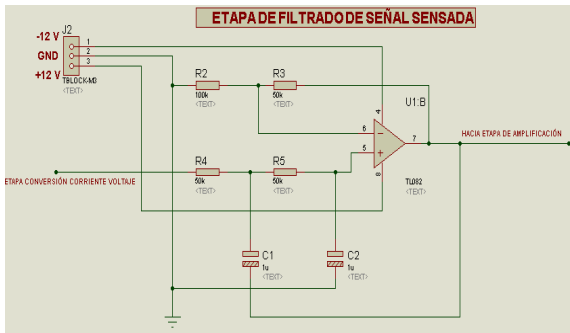 ETAPA DE FILTRADO DE SEÑAL SENSADA
J2
-12 V
GND
+12 V
1
2
3
TBLOCK-M3
<TEXT>
R2
100k
<TEXT>
R3
50k
<TEXT>
U1:B
4
6
5
7
8
TL082
<TEXT>
HACIA ETAPA DE AMPLIFICACIÓN
R4
50k
<TEXT>
R5
50k
<TEXT>
ETAPA CONVERSIÓN CORRIENTE VOLTAJE
C1
1u
<TEXT>
C2
1u
<TEXT>